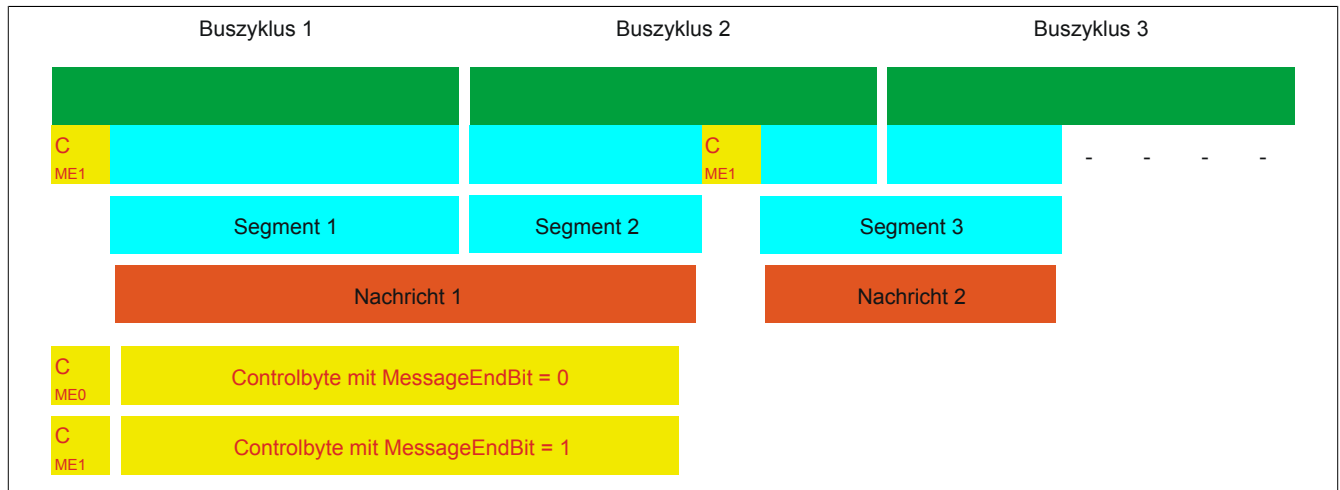 Buszyklus 1 Buszyklus 2 Buszyklus 3
C C
ME1 ME1 - - - -
Segment 1 Segment 2 Segment 3
Nachricht 1 Nachricht 2
C
ME0
Controlbyte mit MessageEndBit = 0
C
ME1
Controlbyte mit MessageEndBit = 1